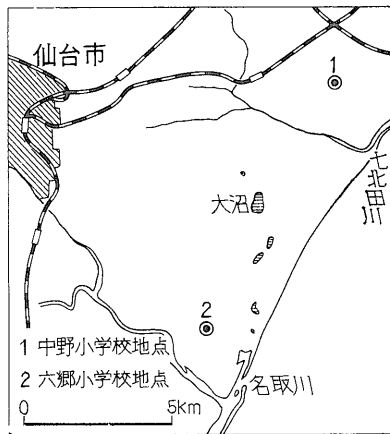 仙台市
1
七北田川
大沼
2
1 中野小学校地点
2 六郷小学校地点
名取川
0 5km